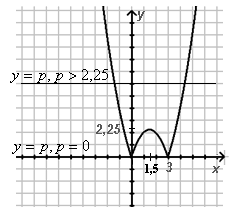 y
y = p, p > 2,25
2,25
y = p, p = 0
1,5 3 x